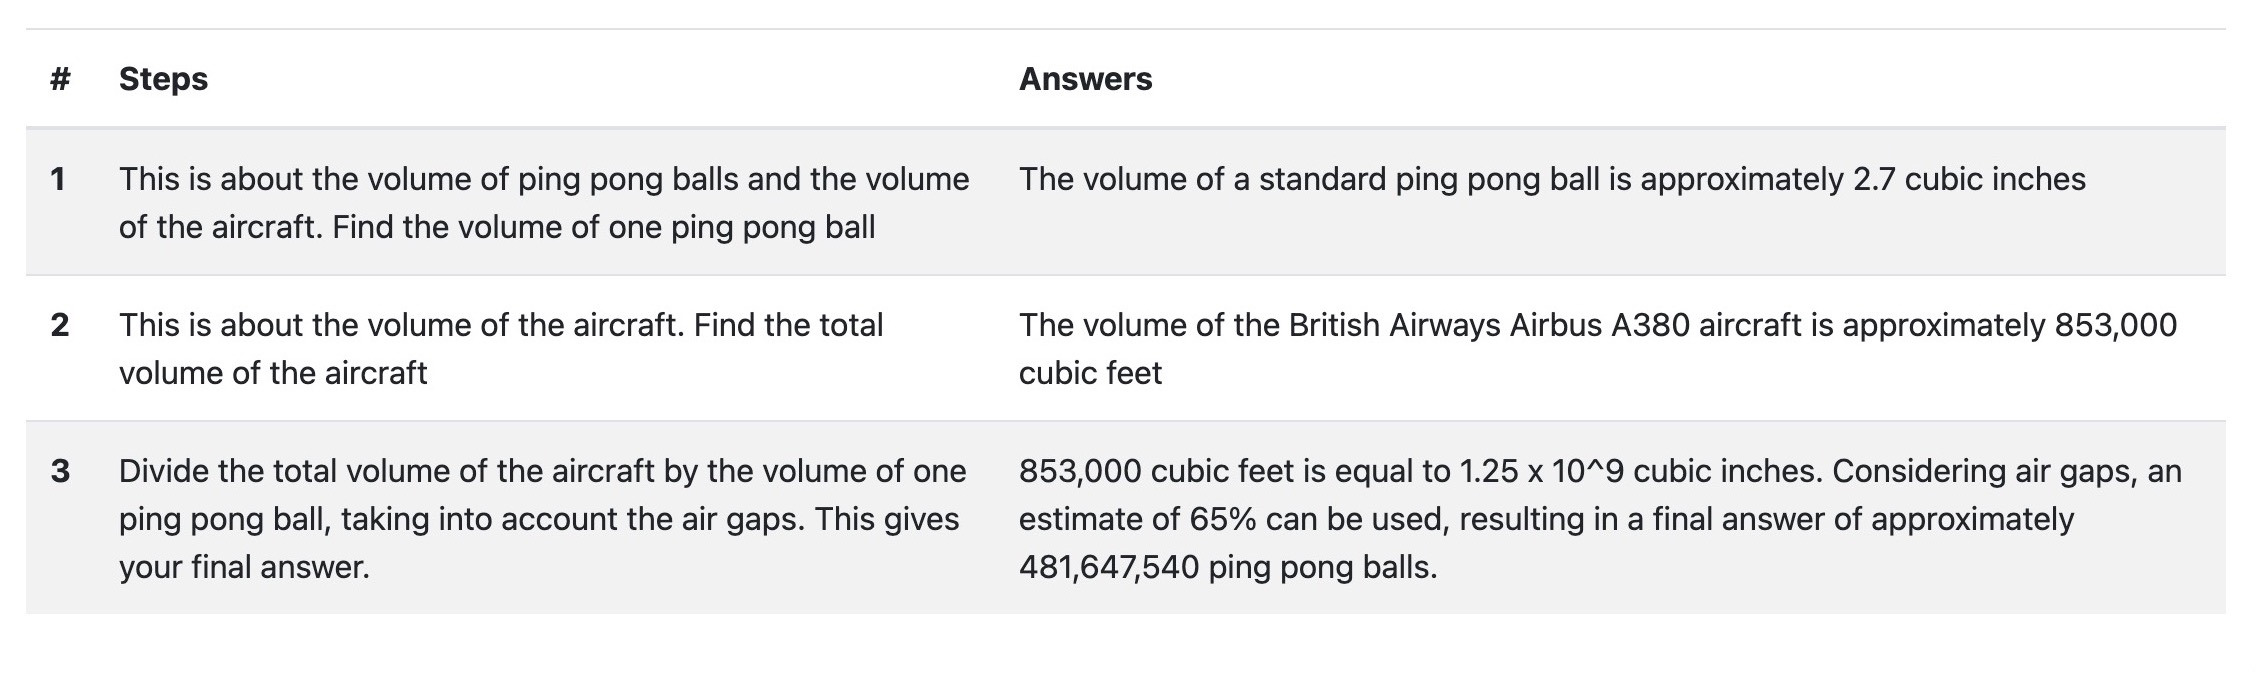 # Steps Answers
1 This is about the volume of ping pong balls and the volume The volume of a standard ping pong ball is approximately 2.7 cubic inches
of the aircraft. Find the volume of one ping pong ball
2 This is about the volume of the aircraft. Find the total The volume of the British Airways Airbus A380 aircraft is approximately 853,000
volume of the aircraft cubic feet
3 Divide the total volume of the aircraft by the volume of one 853,000 cubic feet is equal to 1.25 x 10^9 cubic inches. Considering air gaps, an
ping pong ball, taking into account the air gaps. This gives estimate of 65% can be used, resulting in a final answer of approximately
your final answer. 481,647,540 ping pong balls.